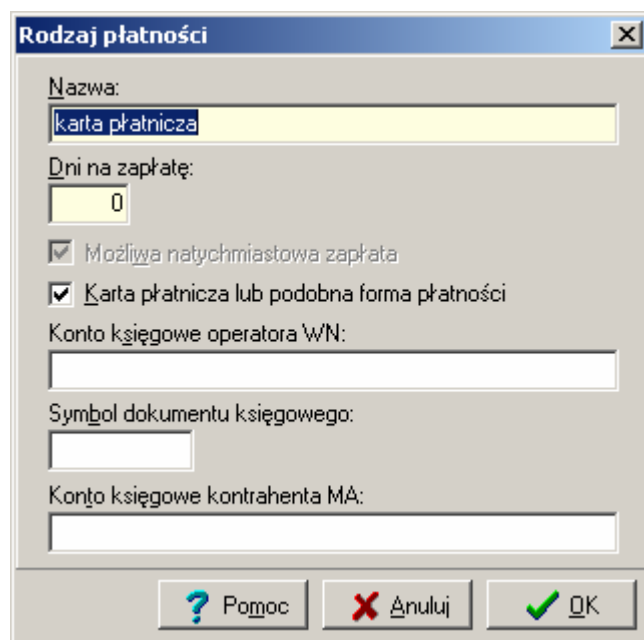 Rodzaj płatności
Nazwa:
karta płatnicza
Dni na zapłatę:
0
Możliwa natychmiastowa zapłata
Karta płatnicza lub podobna forma płatności
Konto księgowe operatora WN:
Symbol dokumentu księgowego:
Konto księgowe kontrahenta MA:
Pomoc Anuluj OK